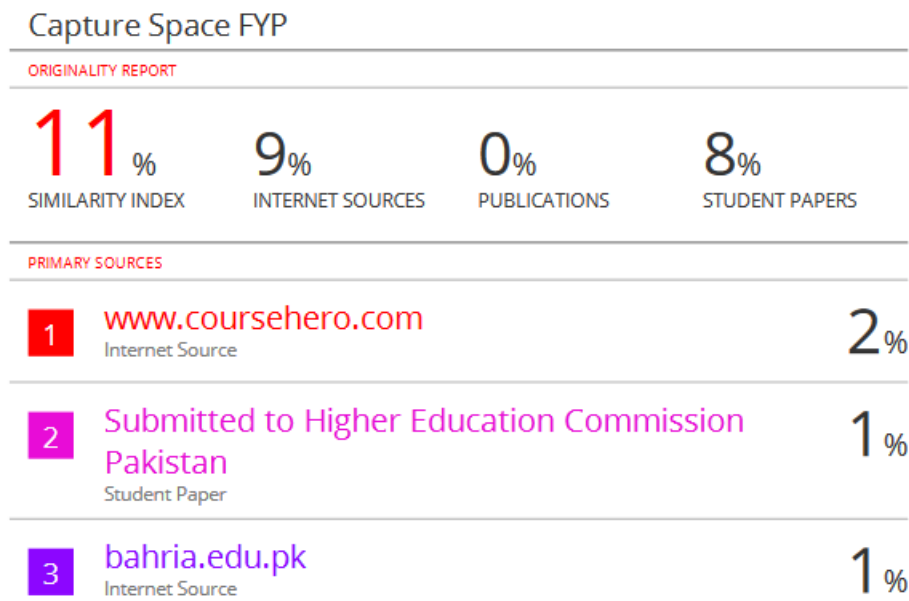 Capture Space FYP
ORIGINALITY REPORT
11% 9% 0% 8%
SIMILARITY INDEX INTERNET SOURCES PUBLICATIONS STUDENT PAPERS
PRIMARY SOURCES
1 www.coursehero.com 2%
Internet Source
2 Submitted to Higher Education Commission 1%
Pakistan
Student Paper
3 bahria.edu.pk 1%
Internet Source